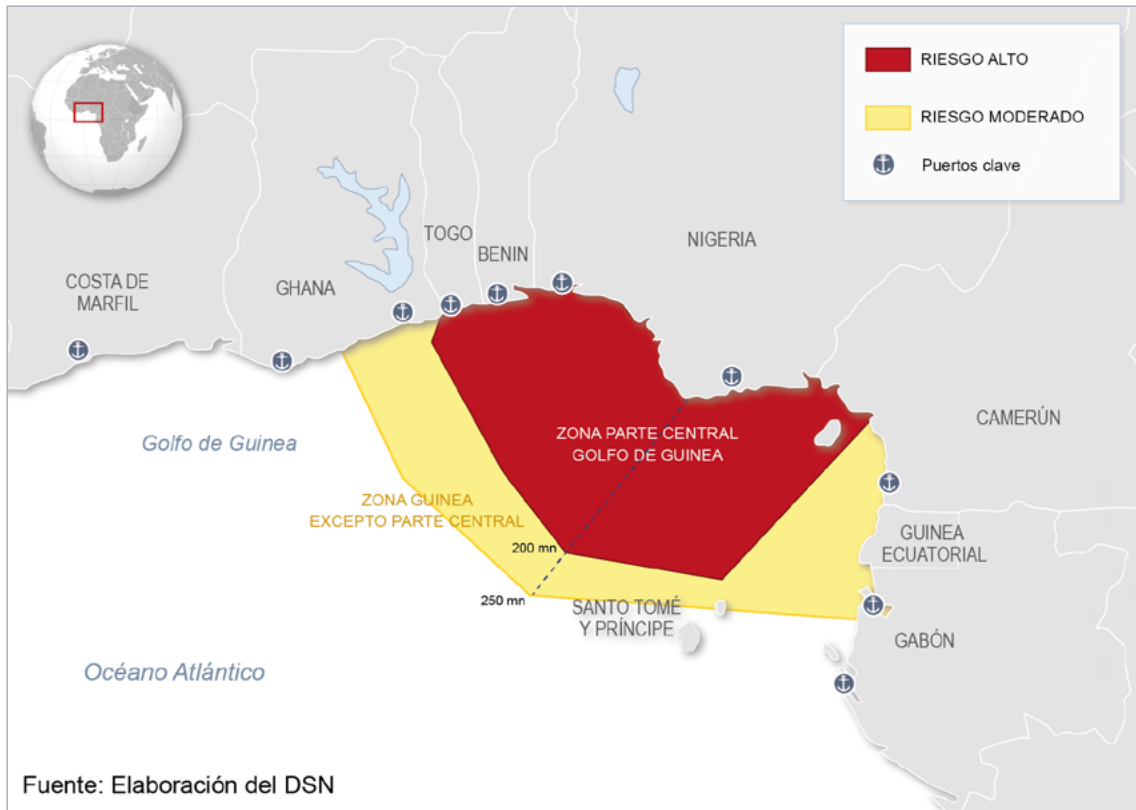 RIESGO ALTO
RIESGO MODERADO
Puertos clave
NIGERIA
TOGO
BENIN
GHANA
COSTA DE
MARFIL
CAMERÚN
ZONA PARTE CENTRAL
GOLFO DE GUINEA
Golfo de Guinea
ZONA GUINEA
EXCEPTO PARTE CENTRAL
GUINEA
ECUATORIAL
200 mn
250 mn
SANTO TOMÉ
Y PRÍNCIPE
GABÓN
Océano Atlántico
Fuente: Elaboración del DSN